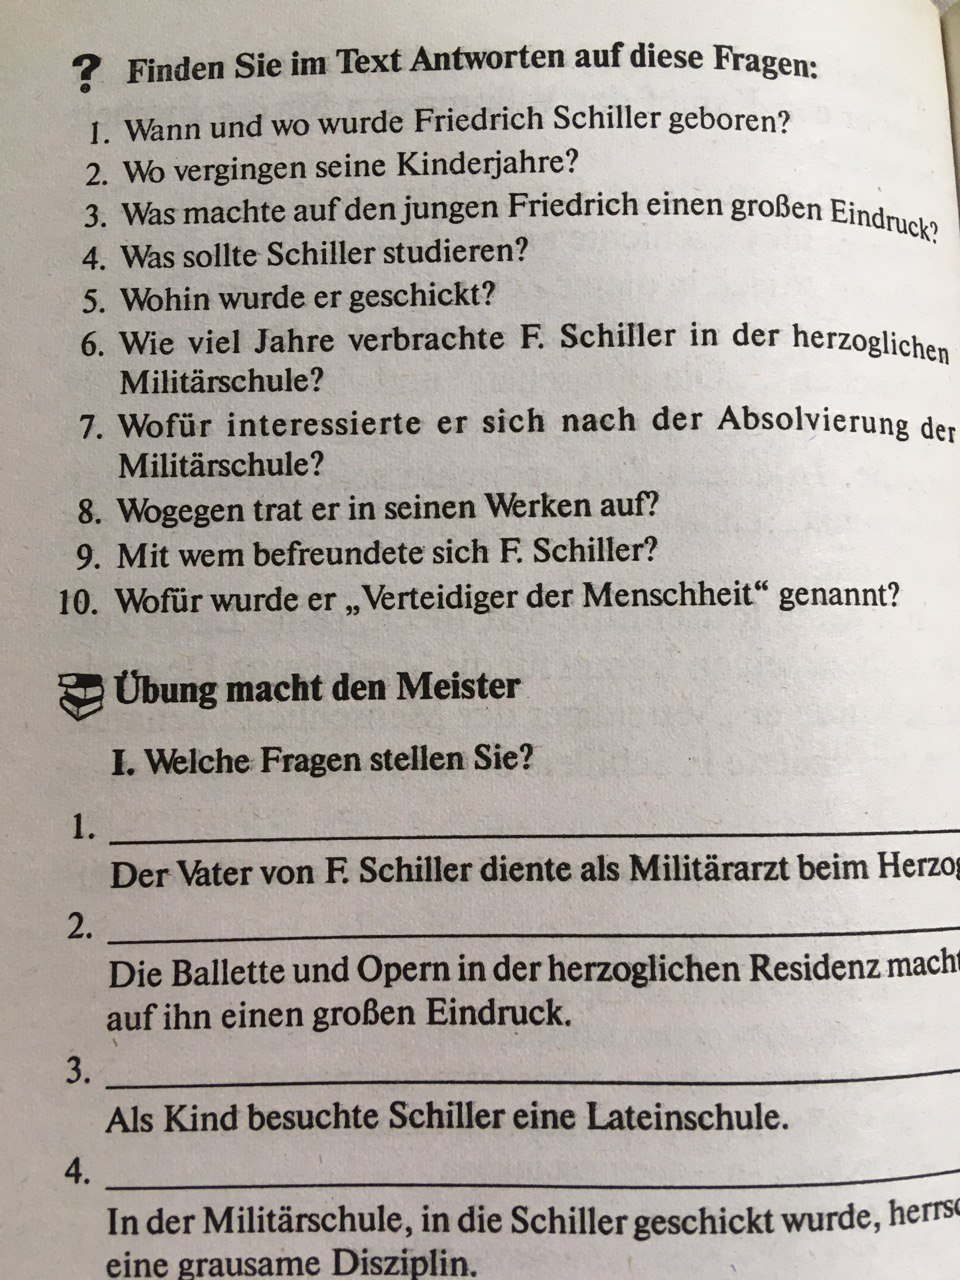 ? Finden Sie im Text Antworten auf diese Fragen:
1. Wann und wo wurde Friedrich Schiller geboren?
2. Wo vergingen seine Kinderjahre?
3. Was machte auf den jungen Friedrich einen großen Eindruck?
4. Was sollte Schiller studieren?
5. Wohin wurde er geschickt?
6. Wie viel Jahre verbrachte F. Schiller in der herzoglichen
Militärschule?
7. Wofür interessierte er sich nach der Absolvierung der
Militärschule?
8. Wogegen trat er in seinen Werken auf?
9. Mit wem befreundete sich F. Schiller?
10. Wofür wurde er „Verteidiger der Menschheit“ genannt?
Übung macht den Meister
I. Welche Fragen stellen Sie?
1.
Der Vater von F. Schiller diente als Militärarzt beim
2.
Die Ballette und Opern in der herzoglichen Residenz
auf ihn einen großen Eindruck.
3.
Als Kind besuchte Schiller eine Lateinschule.
4.
In der Militärschule, in die Schiller geschickt wurde,
eine grausame Disziplin.